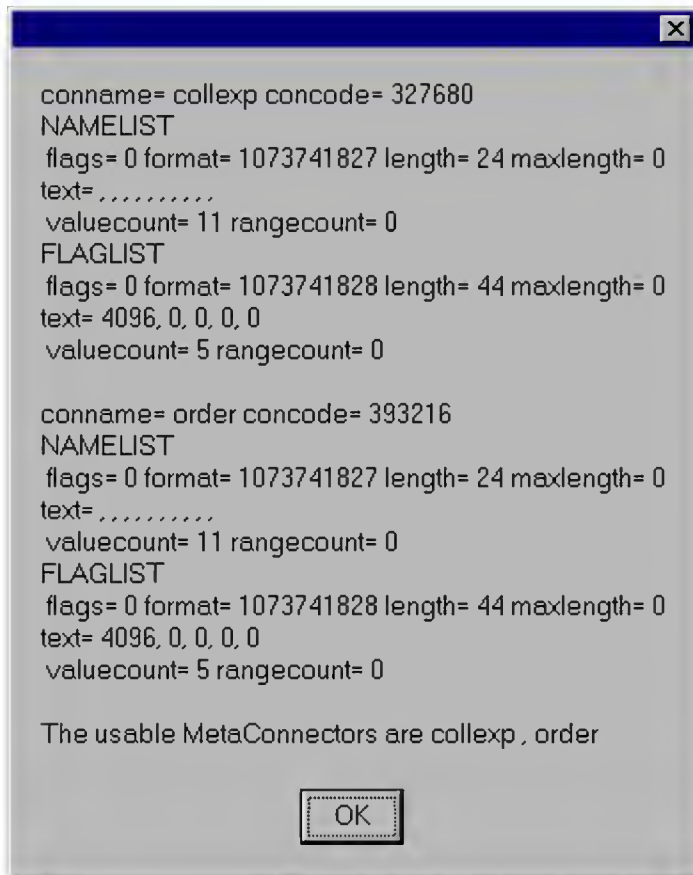 conname= collexp concode= 327680
NAMELIST
flags= 0 format= 1073741827 length= 24 maxlength= 0
text= , , , , , , , , , ,
valuecount= 11 rangecount= 0
FLAGLIST
flags= 0 format= 1073741828 length= 44 maxlength= 0
text= 4096, 0, 0, 0, 0
valuecount= 5 rangecount= 0
conname= order concode= 393216
NAMELIST
flags= 0 format= 1073741827 length= 24 maxlength= 0
text= , , , , , , , , , ,
valuecount= 11 rangecount= 0
FLAGLIST
flags= 0 format= 1073741828 length= 44 maxlength= 0
text= 4096, 0, 0, 0, 0
valuecount= 5 rangecount= 0
The usable MetaConnectors are collexp , order
OK